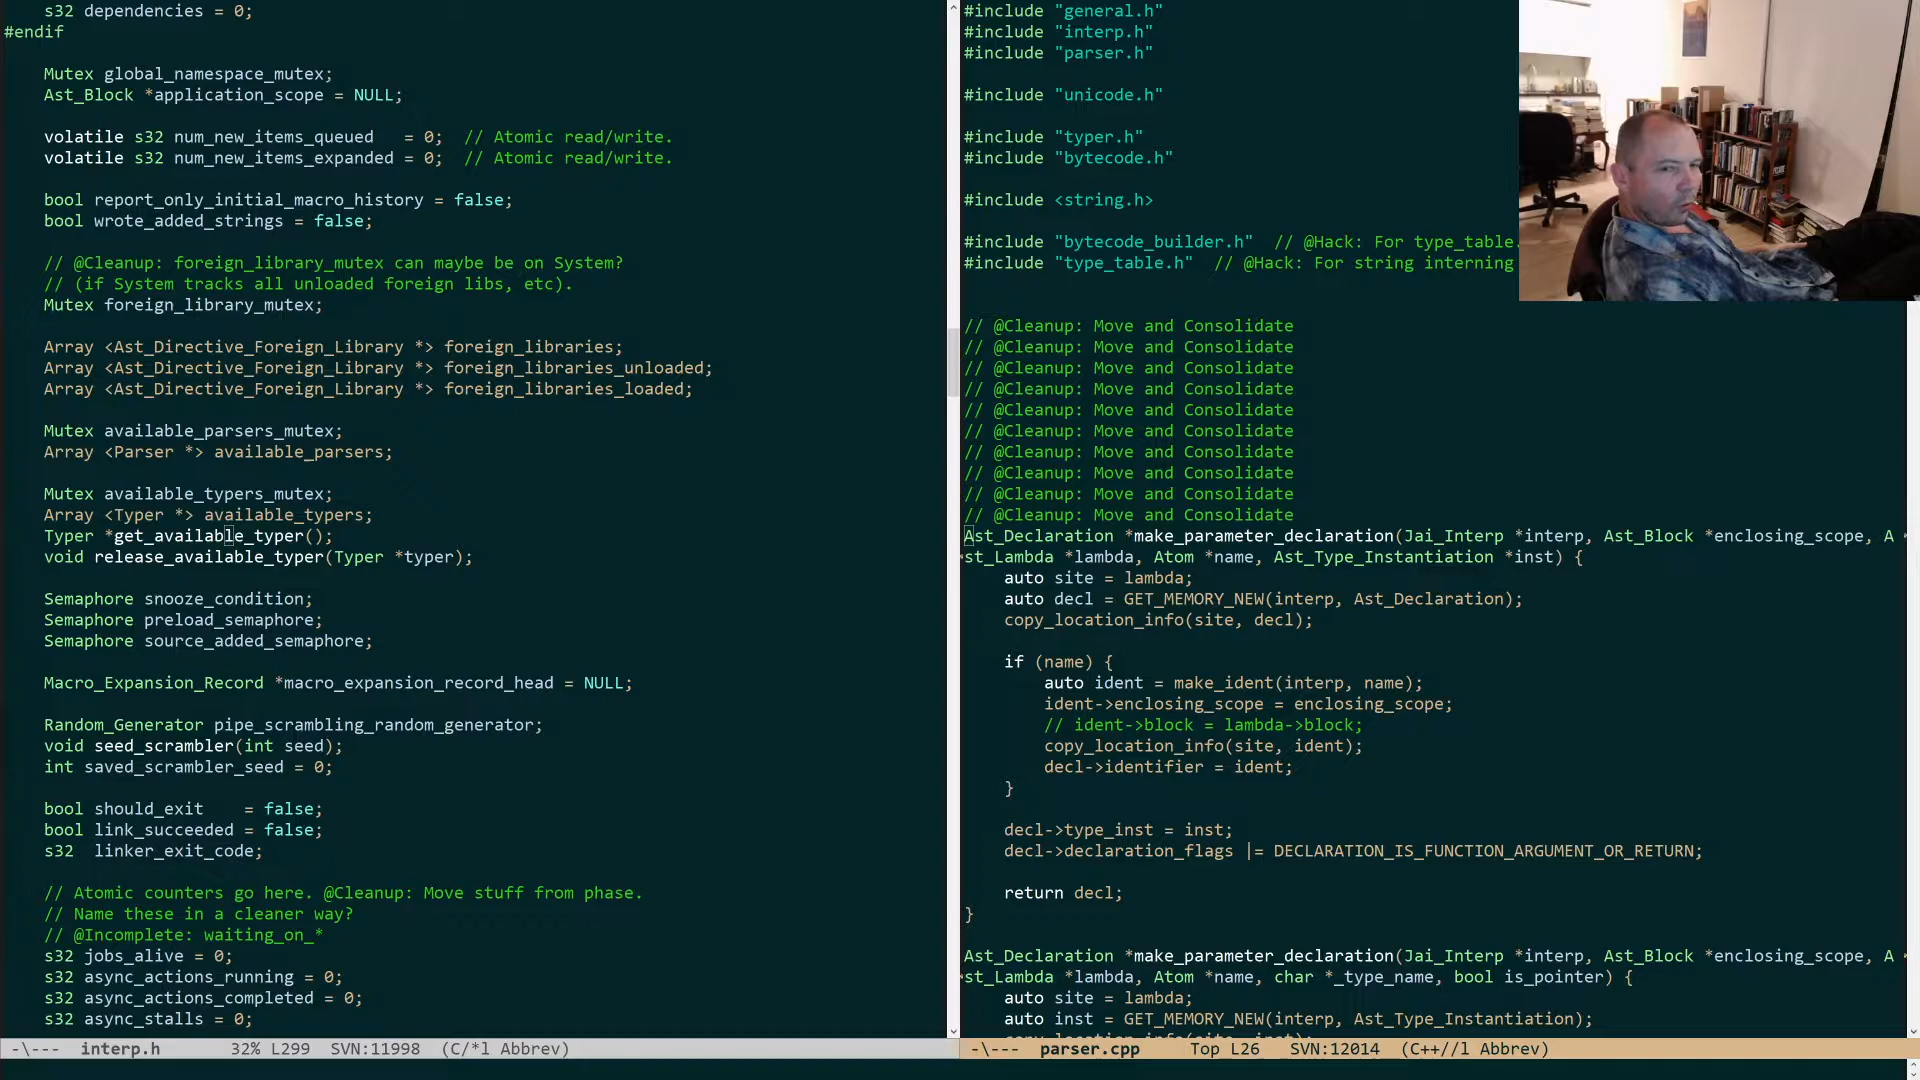 s32 dependencies = 0;
#endif
Mutex global_namespace_mutex;
Ast_Block *application_scope = NULL;
volatile s32 num_new_items_queued   = 0;  // Atomic read/write.
volatile s32 num_new_items_expanded = 0;  // Atomic read/write.
bool report_only_initial_macro_history = false;
bool wrote_added_strings = false;
// @Cleanup: foreign_library_mutex can maybe be on System?
// (if System tracks all unloaded foreign libs, etc).
Mutex foreign_library_mutex;
Array <Ast_Directive_Foreign_Library *> foreign_libraries;
Array <Ast_Directive_Foreign_Library *> foreign_libraries_unloaded;
Array <Ast_Directive_Foreign_Library *> foreign_libraries_loaded;
Mutex available_parsers_mutex;
Array <Parser *> available_parsers;
Mutex available_typers_mutex;
Array <Typer *> available_typers;
Typer *get_available_typer();
void release_available_typer(Typer *typer);
Semaphore snooze_condition;
Semaphore preload_semaphore;
Semaphore source_added_semaphore;
Macro_Expansion_Record *macro_expansion_record_head = NULL;
Random_Generator pipe_scrambling_random_generator;
void seed_scrambler(int seed);
int saved_scrambler_seed = 0;
bool should_exit    = false;
bool link_succeeded = false;
s32  linker_exit_code;
// Atomic counters go here. @Cleanup: Move stuff from phase.
// Name these in a cleaner way?
// @Incomplete: waiting_on_*
s32 jobs_alive = 0;
s32 async_actions_running = 0;
s32 async_actions_completed = 0;
s32 async_stalls = 0;
-\--- interp.h 32% L299 SVN:11998 (C/*l Abbrev)
#include "general.h"
#include "interp.h"
#include "parser.h"
#include "unicode.h"
#include "typer.h"
#include "bytecode.h"
#include <string.h>
#include "bytecode_builder.h"  // @Hack: For type_table.
#include "type_table.h"  // @Hack: For string interning
// @Cleanup: Move and Consolidate
// @Cleanup: Move and Consolidate
// @Cleanup: Move and Consolidate
// @Cleanup: Move and Consolidate
// @Cleanup: Move and Consolidate
// @Cleanup: Move and Consolidate
// @Cleanup: Move and Consolidate
// @Cleanup: Move and Consolidate
// @Cleanup: Move and Consolidate
// @Cleanup: Move and Consolidate
Ast_Declaration *make_parameter_declaration(Jai_Interp *interp, Ast_Block *enclosing_scope, A
st_Lambda *lambda, Atom *name, Ast_Type_Instantiation *inst) {
auto site = lambda;
auto decl = GET_MEMORY_NEW(interp, Ast_Declaration);
copy_location_info(site, decl);
if (name) {
auto ident = make_ident(interp, name);
ident->enclosing_scope = enclosing_scope;
// ident->block = lambda->block;
copy_location_info(site, ident);
decl->identifier = ident;
}
decl->type_inst = inst;
decl->declaration_flags |= DECLARATION_IS_FUNCTION_ARGUMENT_OR_RETURN;
return decl;
}
Ast_Declaration *make_parameter_declaration(Jai_Interp *interp, Ast_Block *enclosing_scope, A
st_Lambda *lambda, Atom *name, char *_type_name, bool is_pointer) {
auto site = lambda;
auto inst = GET_MEMORY_NEW(interp, Ast_Type_Instantiation);
copy_location_info(site, inst);
-\--- parser.cpp Top L26 SVN:12014 (C++//l Abbrev)